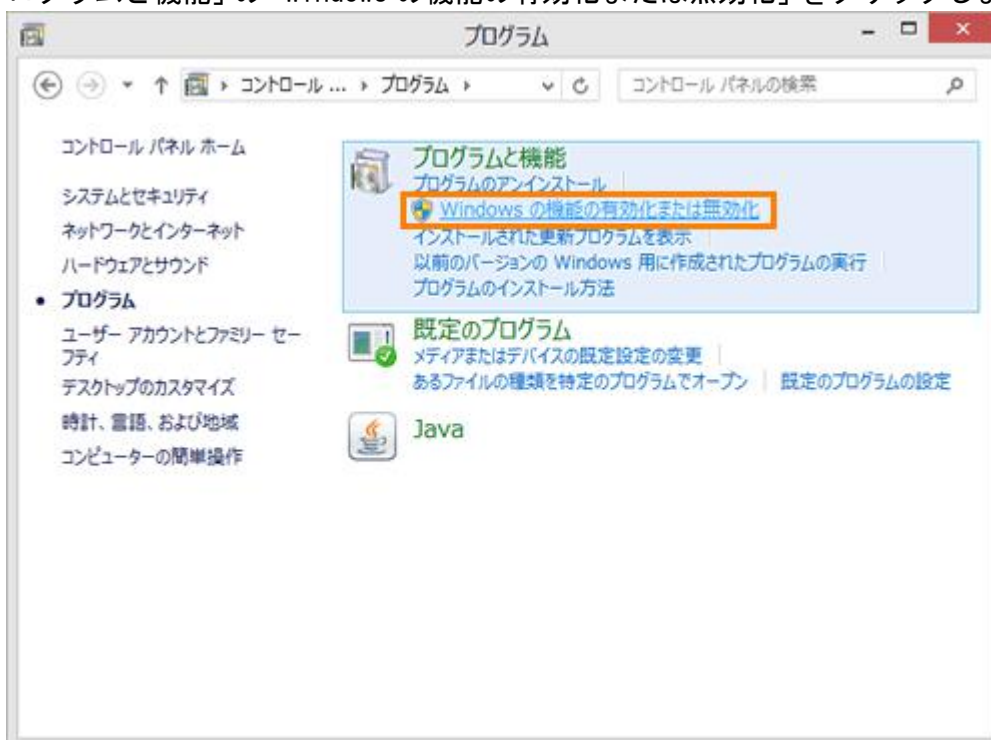 プログラム
コントロール ... プログラム
コントロール パネルの検索
コントロール パネル ホーム
システムとセキュリティ
ネットワークとインターネット
ハードウェアとサウンド
プログラム
ユーザー アカウントとファミリー セー
フティ
デスクトップのカスタマイズ
時計、言語、および地域
コンピューターの簡単操作
プログラムと機能
プログラムのアンインストール
Windows の機能の有効化または無効化
インストールされた更新プログラムを表示
以前のバージョンの Windows 用に作成されたプログラムの実行
プログラムのインストール方法
既定のプログラム
メディアまたはデバイスの既定設定の変更
あるファイルの種類を特定のプログラムでオープン
既定のプログラムの設定
Java